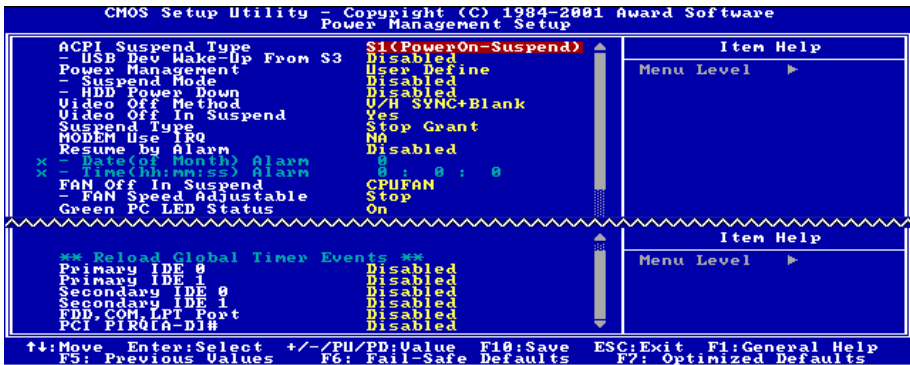 CMOS Setup Utility - Copyright (C) 1984-2001 Award Software
Power Management Setup
ACPI Suspend Type S1(PowerOn-Suspend)
- USB Dev Wake-Up From S3 Disabled
Power Management User Define
- Suspend Mode Disabled
- HDD Power Down Disabled
Video Off Method V/H SYNC+Blank
Video Off In Suspend Yes
Suspend Type Stop Grant
MODEM Use IRQ NA
Resume by Alarm Disabled
x - Date(of Month) Alarm 0
x - Time(hh:mm:ss) Alarm 0 : 0 : 0
FAN Off In Suspend CPUFAN
- FAN Speed Adjustable Stop
Green PC LED Status On
Item Help
Menu Level ►
** Reload Global Timer Events **
Primary IDE 0 Disabled
Primary IDE 1 Disabled
Secondary IDE 0 Disabled
Secondary IDE 1 Disabled
FDD,COM,LPT Port Disabled
PCI PIRQ[A-D]# Disabled
Item Help
Menu Level ►
↑↓:Move Enter:Select +/-/PU/PD:Value F10:Save ESC:Exit F1:General Help
F5: Previous Values F6: Fail-Safe Defaults F7: Optimized Defaults